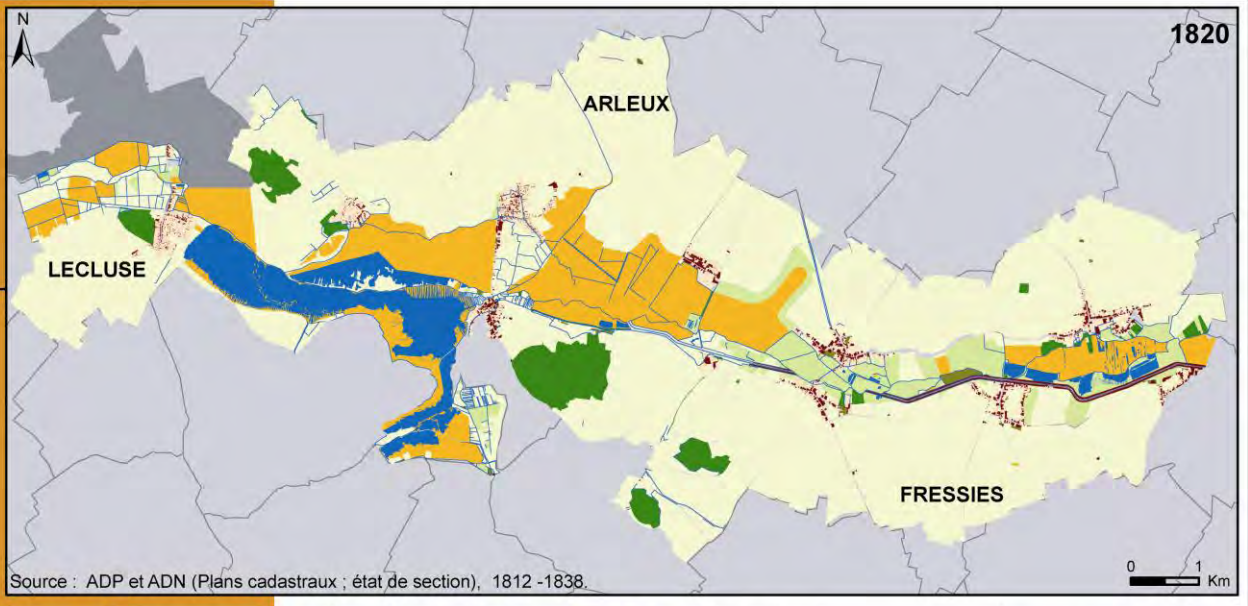 N
1820
ARLEUX
LECLUSE
FRESSIES
Source : ADP et ADN (Plans cadastraux ; état de section), 1812 -1838.
0 1
Km